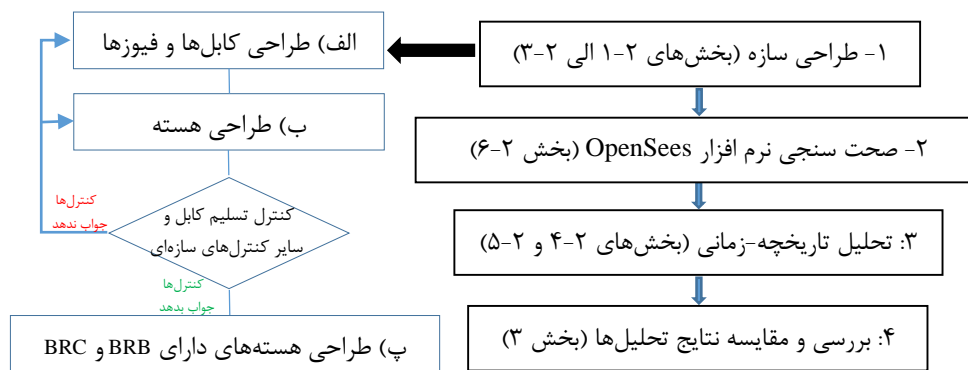 ۱- طراحی سازه (بخش‌های ۲-۱ الی ۲-۳)
۲- صحت سنجی نرم افزار OpenSees (بخش ۲-۶)
۳: تحلیل تاریخچه-زمانی (بخش‌های ۲-۴ و ۲-۵)
۴: بررسی و مقایسه نتایج تحلیل‌ها (بخش ۳)
الف) طراحی کابل‌ها و فیوزها
ب) طراحی هسته
کنترل تسلیم کابل و
سایر کنترل‌های سازه‌ای
کنترل‌ها
جواب ندهد
کنترل‌ها
جواب بدهد
پ) طراحی هسته‌های دارای BRB و BRC